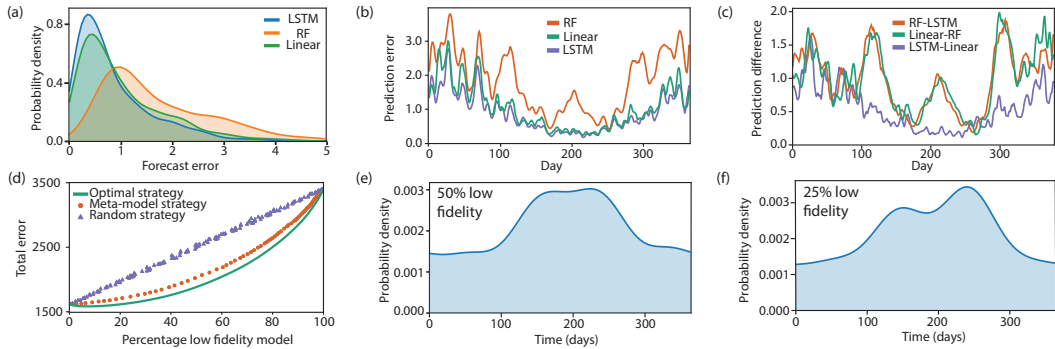 (a)
LSTM
RF
Linear
Probability density
0.8
0.4
0.0
0
1
2
3
4
5
Forecast error
(b)
RF
Linear
LSTM
Prediction error
3.0
2.0
1.0
0.0
0
100
200
300
Day
(c)
RF-LSTM
Linear-RF
LSTM-Linear
Prediction difference
2.0
1.6
1.2
0.8
0.4
0.0
0
100
200
300
Day
(d)
Optimal strategy
Meta-model strategy
Random strategy
Total error
3500
2500
1500
0
20
40
60
80
100
Percentage low fidelity model
(e)
50% low
fidelity
Probability density
0.003
0.002
0.001
0.000
0
100
200
300
Time (days)
(f)
25% low
fidelity
Probability density
0.003
0.002
0.001
0.000
0
100
200
300
Time (days)